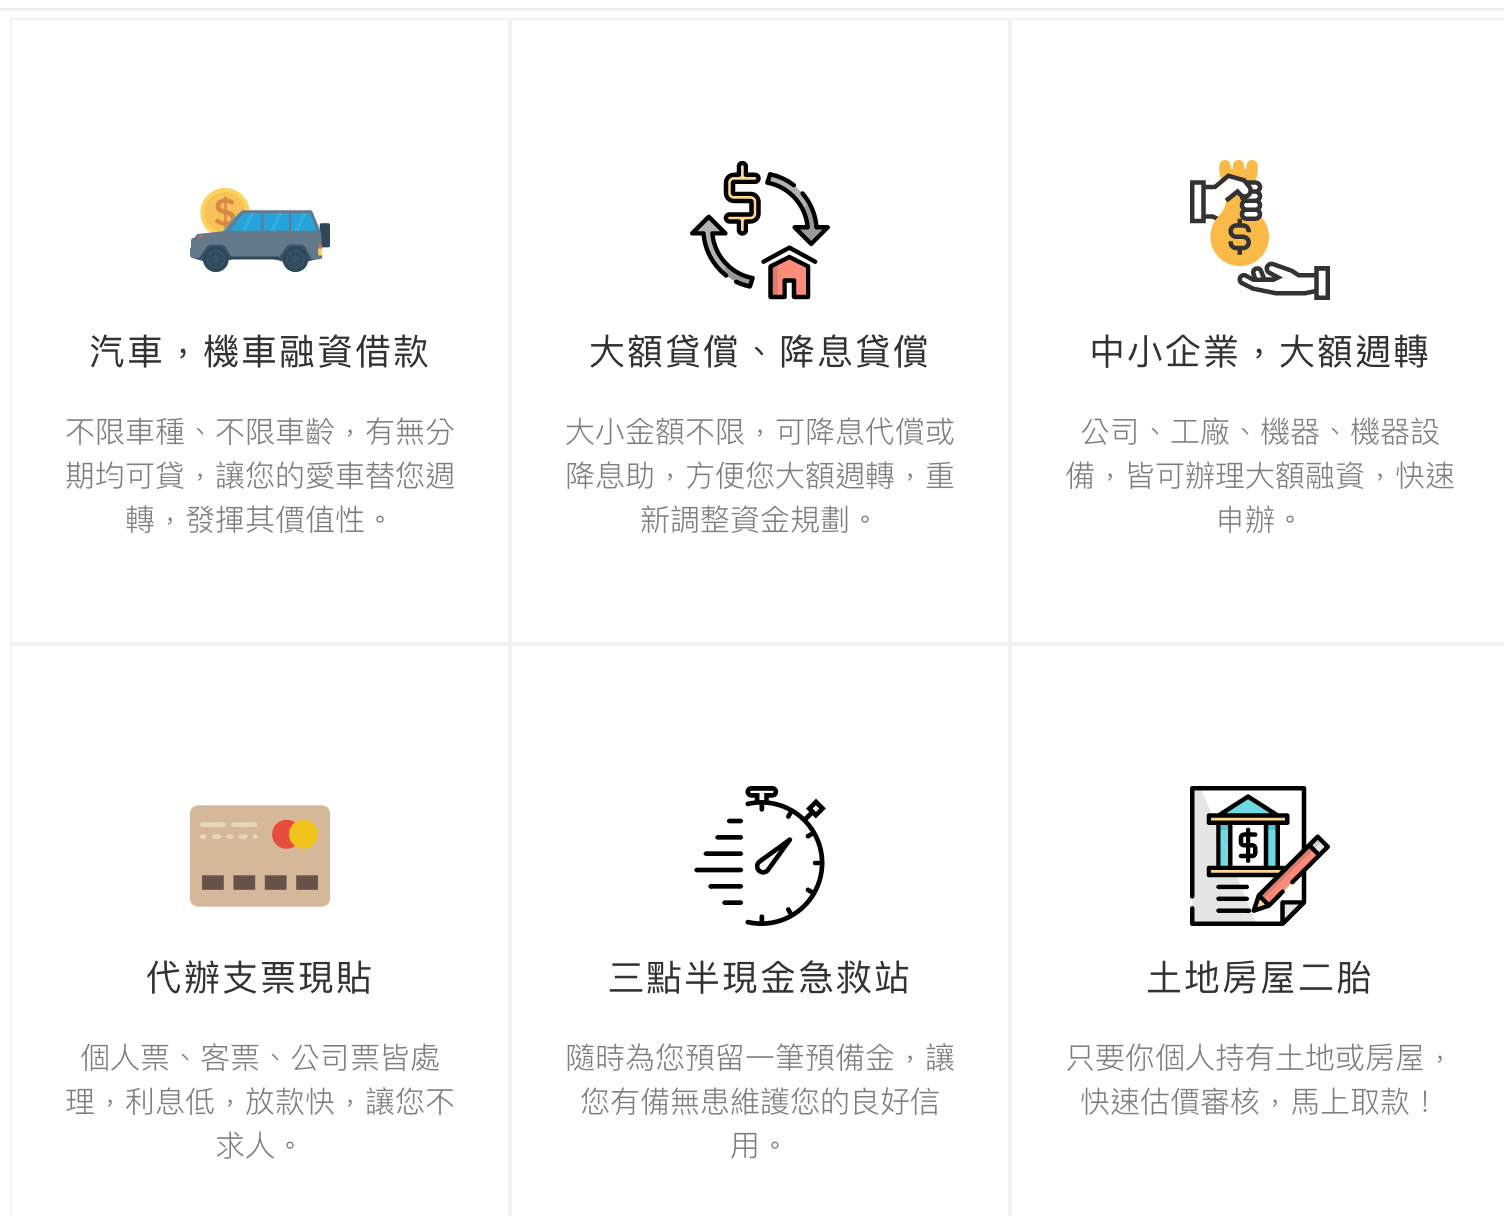 汽車，機車融資借款
不限車種、不限車齡，有無分
期均可貸，讓您的愛車替您週
轉，發揮其價值性。
大額貸償、降息貸償
大小金額不限，可降息代償或
降息助，方便您大額週轉，重
新調整資金規劃。
中小企業，大額週轉
公司、工廠、機器、機器設
備，皆可辦理大額融資，快速
申辦。
代辦支票現貼
個人票、客票、公司票皆處
理，利息低，放款快，讓您不
求人。
三點半現金急救站
隨時為您預留一筆預備金，讓
您有備無患維護您的良好信
用。
土地房屋二胎
只要你個人持有土地或房屋，
快速估價審核，馬上取款！